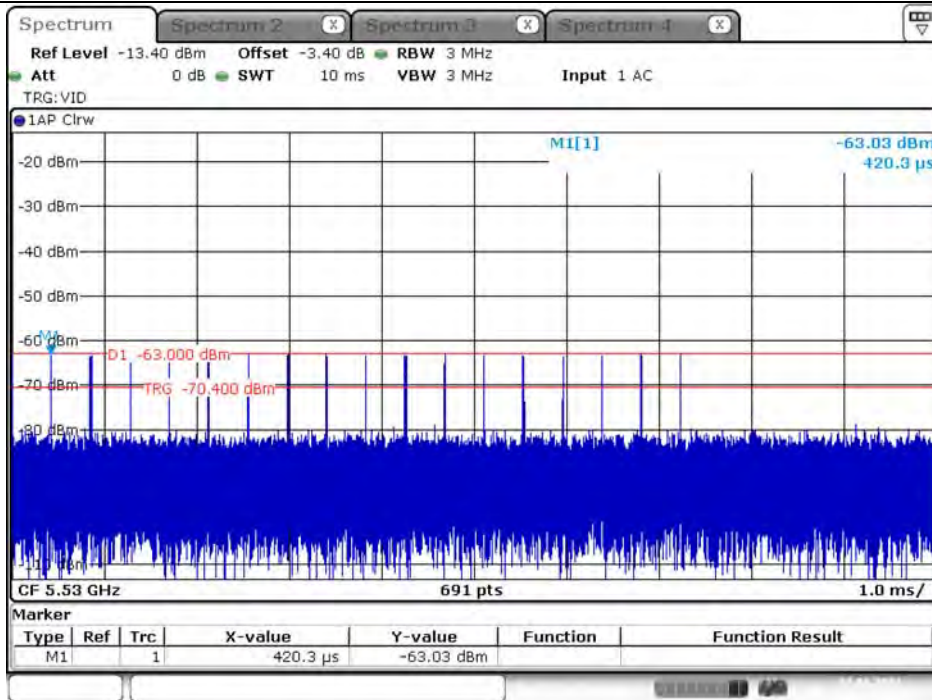 Spectrum Spectrum 2 X Spectrum 3 X Spectrum 4 X
Ref Level -13.40 dBm Offset -3.40 dB RBW 3 MHz
Att 0 dB SWT 10 ms VBW 3 MHz Input 1 AC
TRG:VID
1AP Clrw
M1[1] -63.03 dBm
420.3 µs
-20 dBm
-30 dBm
-40 dBm
-50 dBm
M1
-60 dBm
D1 -63.000 dBm
-70 dBm
TRG -70.400 dBm
-80 dBm
CF 5.53 GHz 691 pts 1.0 ms/
Marker
Type Ref Trc X-value Y-value Function Function Result
M1 1 420.3 µs -63.03 dBm